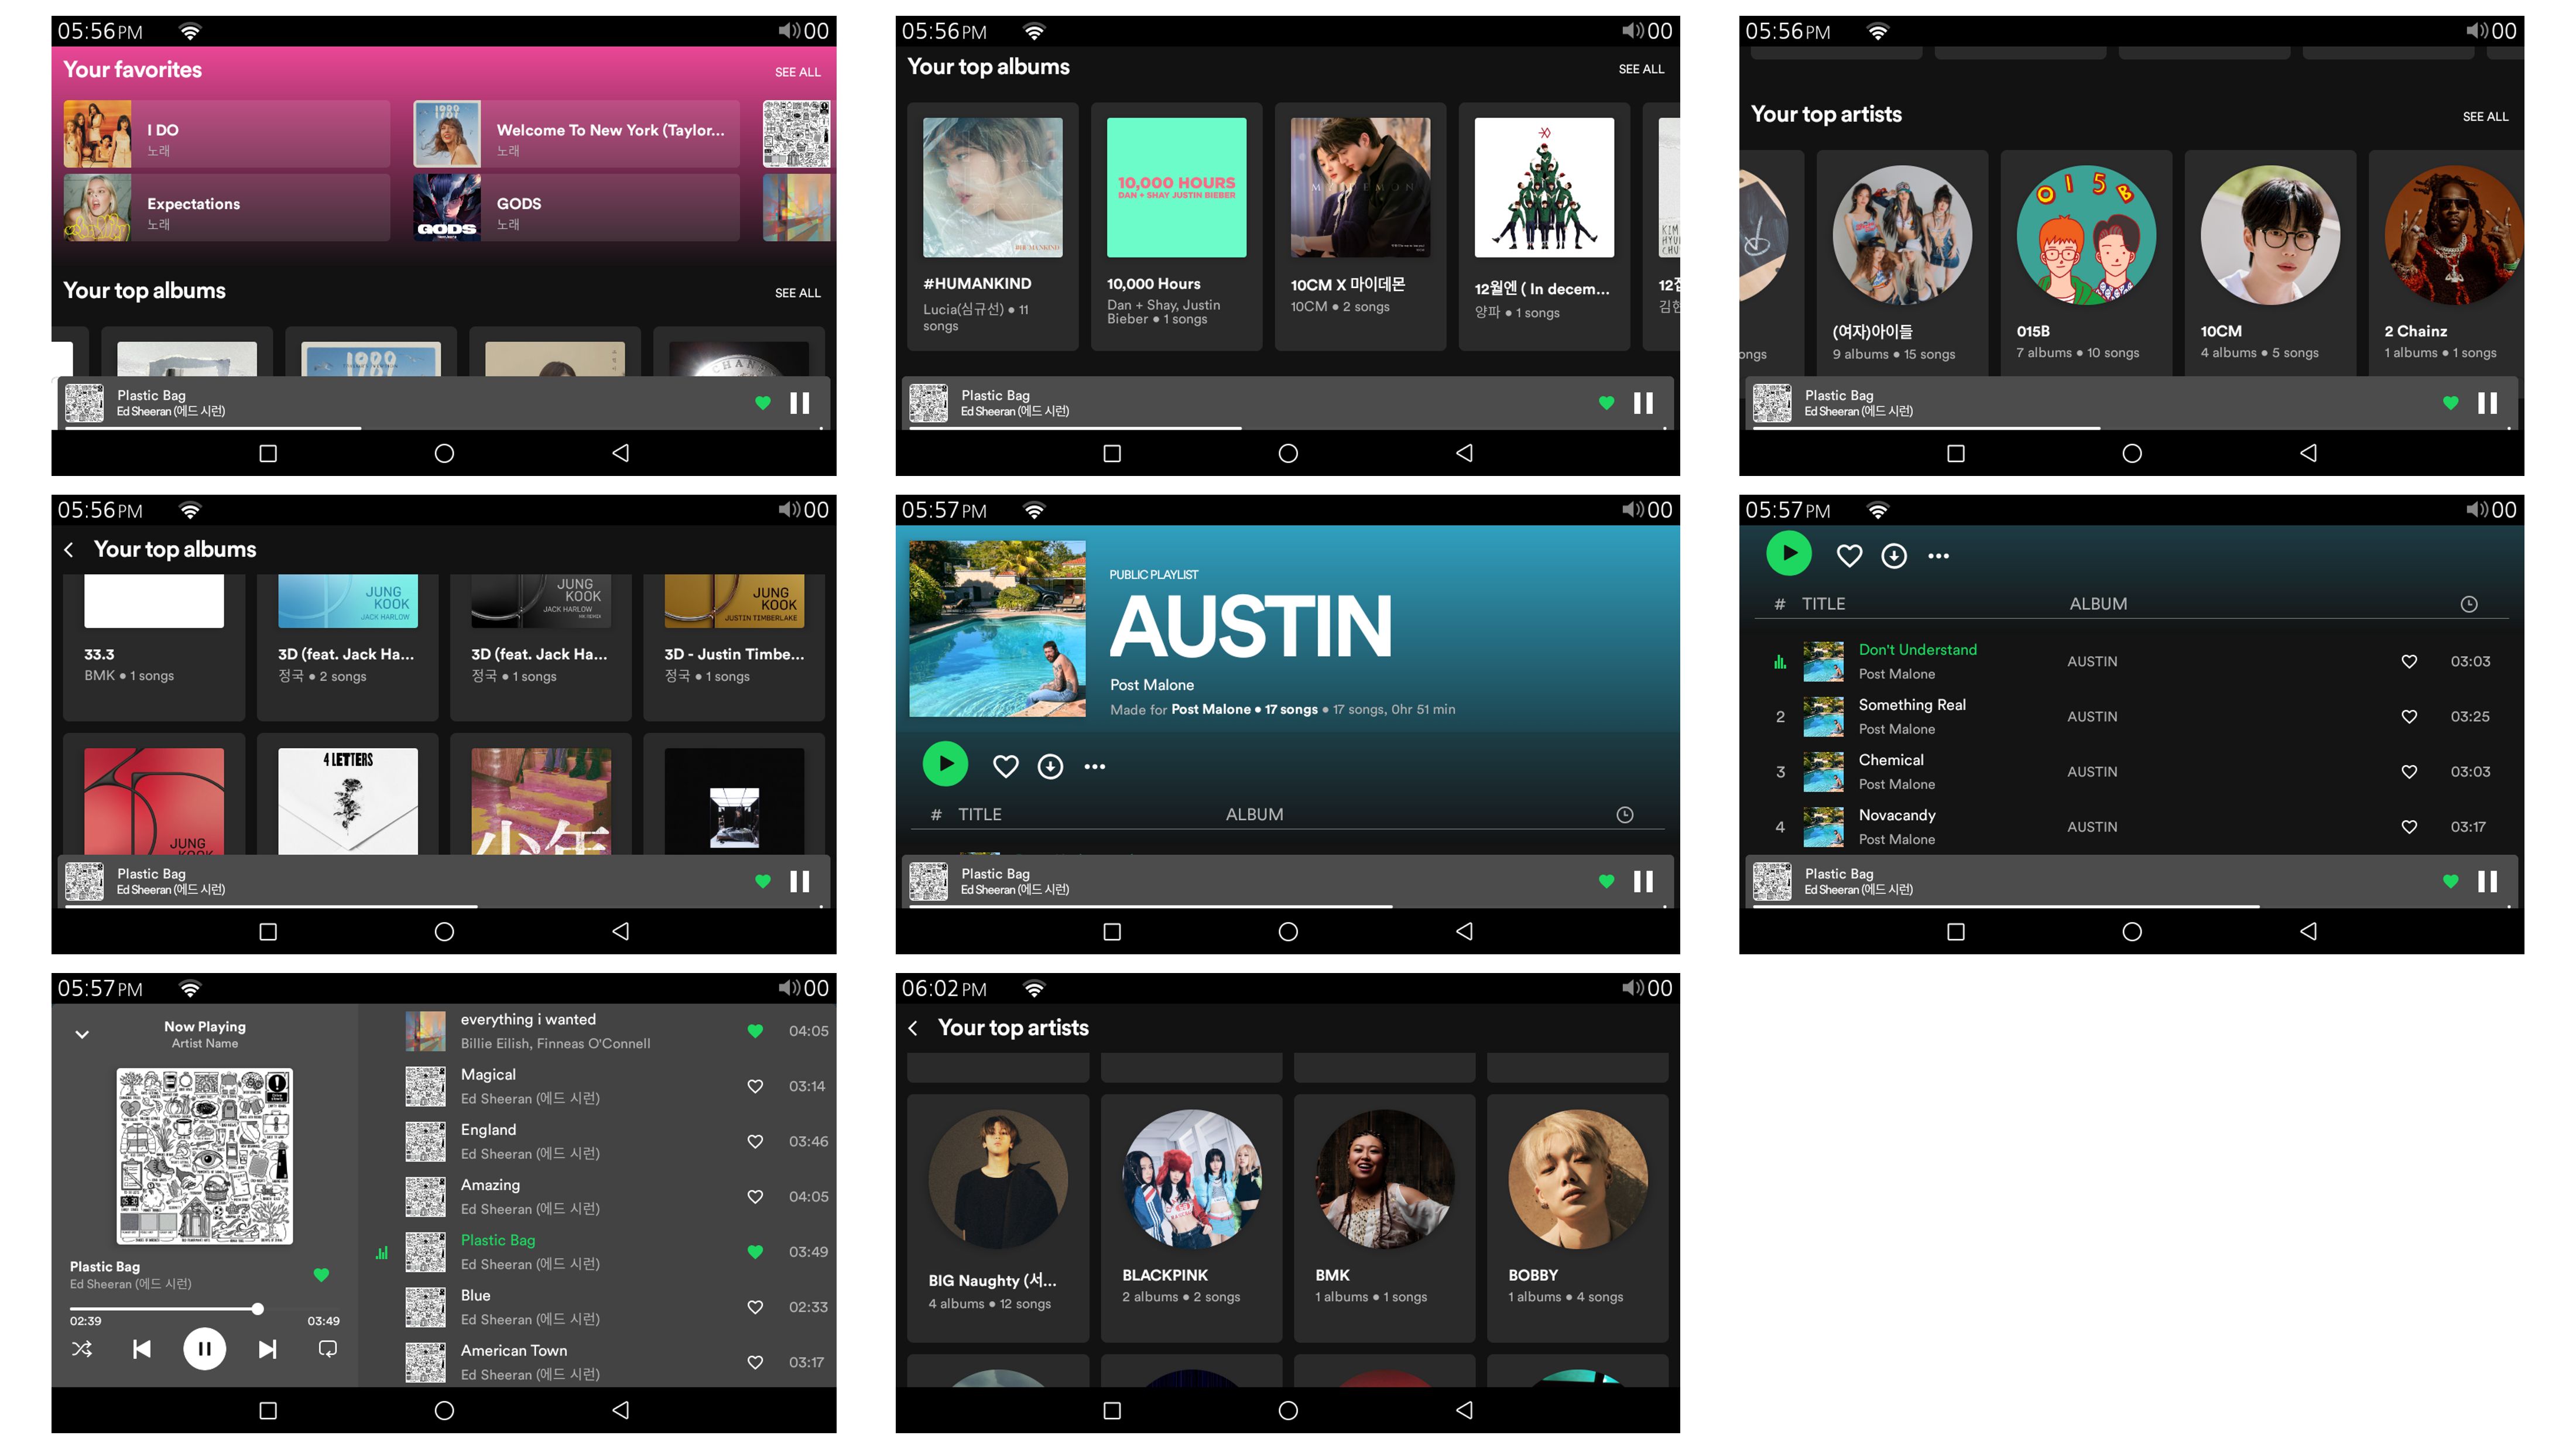 05:56 PM
00
Your favorites
SEE ALL
I DO
노래
Welcome To New York (Taylor...
노래
Expectations
노래
GODS
노래
Your top albums
SEE ALL
Plastic Bag
Ed Sheeran (에드 시런)
05:56 PM
00
Your top albums
SEE ALL
10,000 HOURS
DAN + SHAY JUSTIN BIEBER
#HUMANKIND
Lucia(심규선) • 11
songs
10,000 Hours
Dan + Shay, Justin
Bieber • 1 songs
10CM X 마이데몬
10CM • 2 songs
12월엔 ( In decem...
양파 • 1 songs
Plastic Bag
Ed Sheeran (에드 시런)
05:56 PM
00
Your top artists
SEE ALL
ongs
(여자)아이들
9 albums • 15 songs
015B
7 albums • 10 songs
10CM
4 albums • 5 songs
2 Chainz
1 albums • 1 songs
Plastic Bag
Ed Sheeran (에드 시런)
05:56 PM
00
Your top albums
JUNG
KOOK
JACK HARLOW
JUNG
KOOK
JACK HARLOW
JUNG
KOOK
JUSTIN TIMBERLAKE
33.3
BMK • 1 songs
3D (feat. Jack Ha...
정국 • 2 songs
3D (feat. Jack Ha...
정국 • 1 songs
3D - Justin Timbe...
정국 • 1 songs
JUNG
KOOK
4 LETTERS
少年
Plastic Bag
Ed Sheeran (에드 시런)
05:57 PM
00
PUBLIC PLAYLIST
AUSTIN
Post Malone
Made for Post Malone • 17 songs • 17 songs, 0hr 51 min
# TITLE ALBUM
Plastic Bag
Ed Sheeran (에드 시런)
05:57 PM
00
# TITLE ALBUM
Don't Understand
Post Malone
AUSTIN
03:03
2
Something Real
Post Malone
AUSTIN
03:25
3
Chemical
Post Malone
AUSTIN
03:03
4
Novacandy
Post Malone
AUSTIN
03:17
Plastic Bag
Ed Sheeran (에드 시런)
05:57 PM
00
Now Playing
Artist Name
Plastic Bag
Ed Sheeran (에드 시런)
02:39
03:49
everything i wanted
Billie Eilish, Finneas O'Connell
04:05
Magical
Ed Sheeran (에드 시런)
03:14
England
Ed Sheeran (에드 시런)
03:46
Amazing
Ed Sheeran (에드 시런)
04:05
Plastic Bag
Ed Sheeran (에드 시런)
03:49
Blue
Ed Sheeran (에드 시런)
02:33
American Town
Ed Sheeran (에드 시런)
03:17
06:02 PM
00
Your top artists
BIG Naughty (서...
4 albums • 12 songs
BLACKPINK
2 albums • 2 songs
BMK
1 albums • 1 songs
BOBBY
1 albums • 4 songs